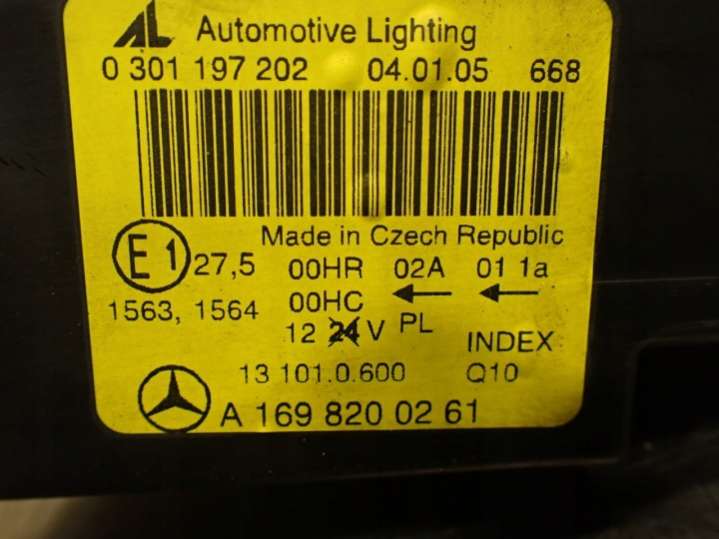 AL Automotive Lighting
0 301 197 202 04.01.05 668
Made in Czech Republic
E1 27,5 00HR 02A 01 1a
1563, 1564 00HC ← ←
12 24 V PL
INDEX
13 101.0.600 Q10
A 169 820 02 61